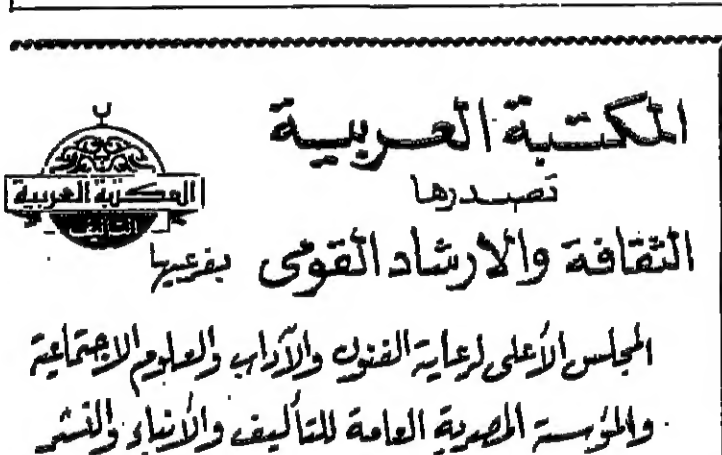 المكتبة العربية
المكتبة العربية
تصدرها
الثقافة والارشاد القومى بفرعيها
المجلس الأعلى لرعاية الفنون والآداب والعلوم الاجتماعية
والمؤسسة المصرية العامة للتأليف والأنباء والنشر